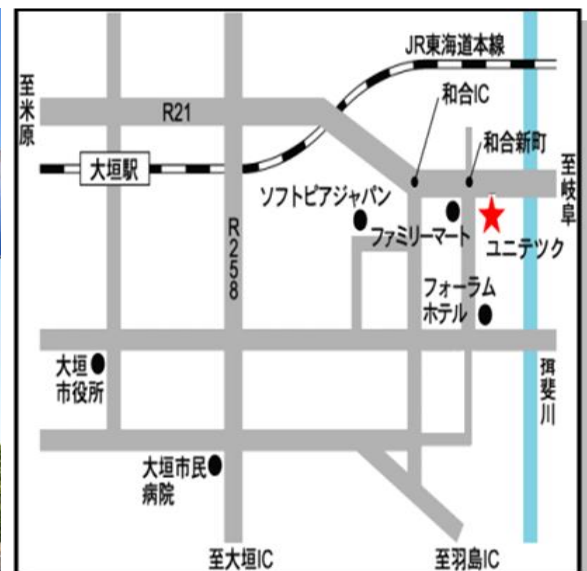 JR東海道本線
至米原
和合IC
R21
和合新町
大垣駅
至岐阜
ソフトピアジャパン
ファミリーマート
ユニテツク
R258
フォーラム
ホテル
大垣
市役所
揖斐川
大垣市民
病院
至大垣IC
至羽島IC